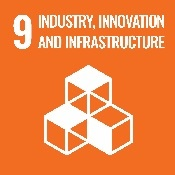 9 INDUSTRY, INNOVATION
AND INFRASTRUCTURE